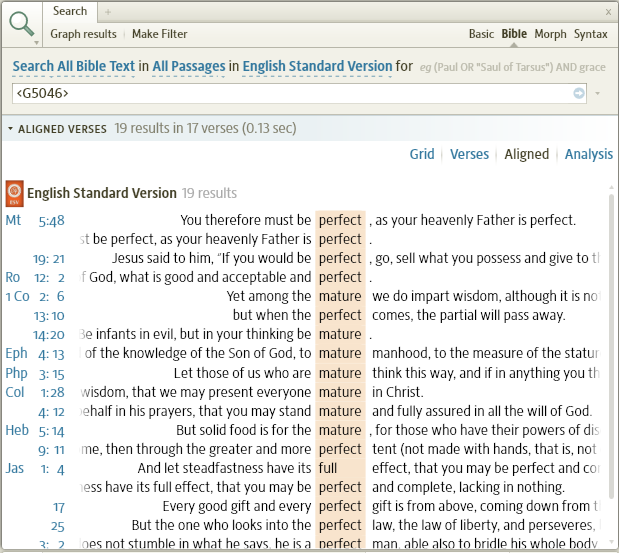 Search +
x
Graph results Make Filter Basic Bible Morph Syntax
Search All Bible Text in All Passages in English Standard Version for eg (Paul OR "Saul of Tarsus") AND grace
<G5046>
ALIGNED VERSES 19 results in 17 verses (0.13 sec)
Grid Verses Aligned Analysis
ESV English Standard Version 19 results
Mt 5:48 You therefore must be perfect , as your heavenly Father is perfect.
be perfect, as your heavenly Father is perfect .
19: 21 Jesus said to him, “If you would be perfect , go, sell what you possess and give to
Ro 12: 2 of God, what is good and acceptable and perfect .
1 Co 2: 6 Yet among the mature we do impart wisdom, although it is not
13: 10 but when the perfect comes, the partial will pass away.
14:20 Be infants in evil, but in your thinking be mature .
Eph 4: 13 of the knowledge of the Son of God, to mature manhood, to the measure of the
Php 3: 15 Let those of us who are mature think this way, and if in anything you
Col 1:28 wisdom, that we may present everyone mature in Christ.
4: 12 behalf in his prayers, that you may stand mature and fully assured in all the will of God.
Heb 5: 14 But solid food is for the mature , for those who have their powers of
9: 11 then through the greater and more perfect tent (not made with hands, that is, not
Jas 1: 4 And let steadfastness have its full effect, that you may be perfect and
have its full effect, that you may be perfect and complete, lacking in nothing.
17 Every good gift and every perfect gift is from above, coming down from
25 But the one who looks into the perfect law, the law of liberty, and perseveres,
3: 2 does not stumble in what he says, he is a perfect man, able also to bridle his whole body.